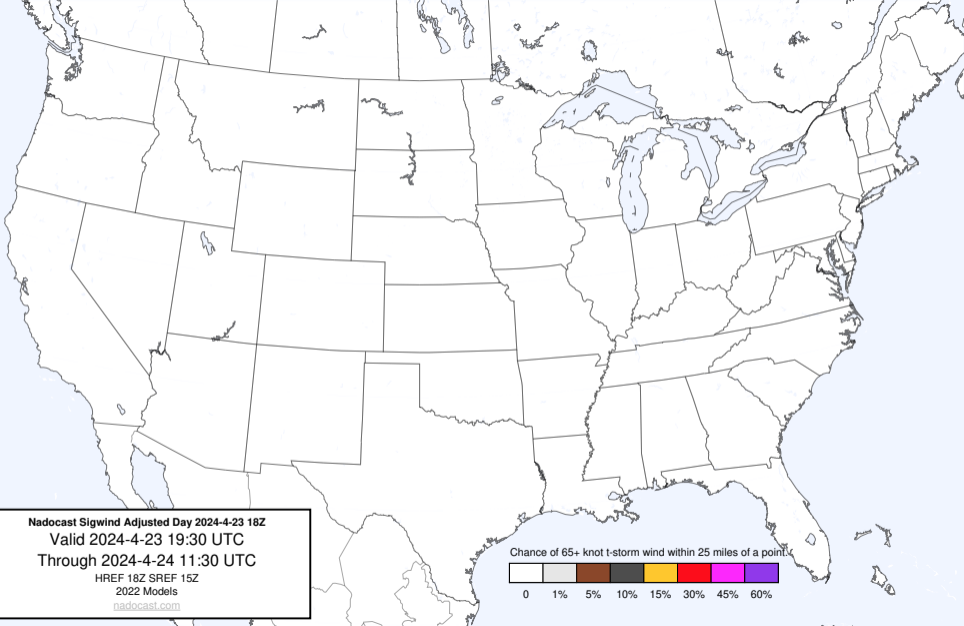 Nadocast Sigwind Adjusted Day 2024-4-23 18Z
Valid 2024-4-23 19:30 UTC
Through 2024-4-24 11:30 UTC
HREF 18Z SREF 15Z
2022 Models
nadocast.com
Chance of 65+ knot t-storm wind within 25 miles of a point.
0 1% 5% 10% 15% 30% 45% 60%